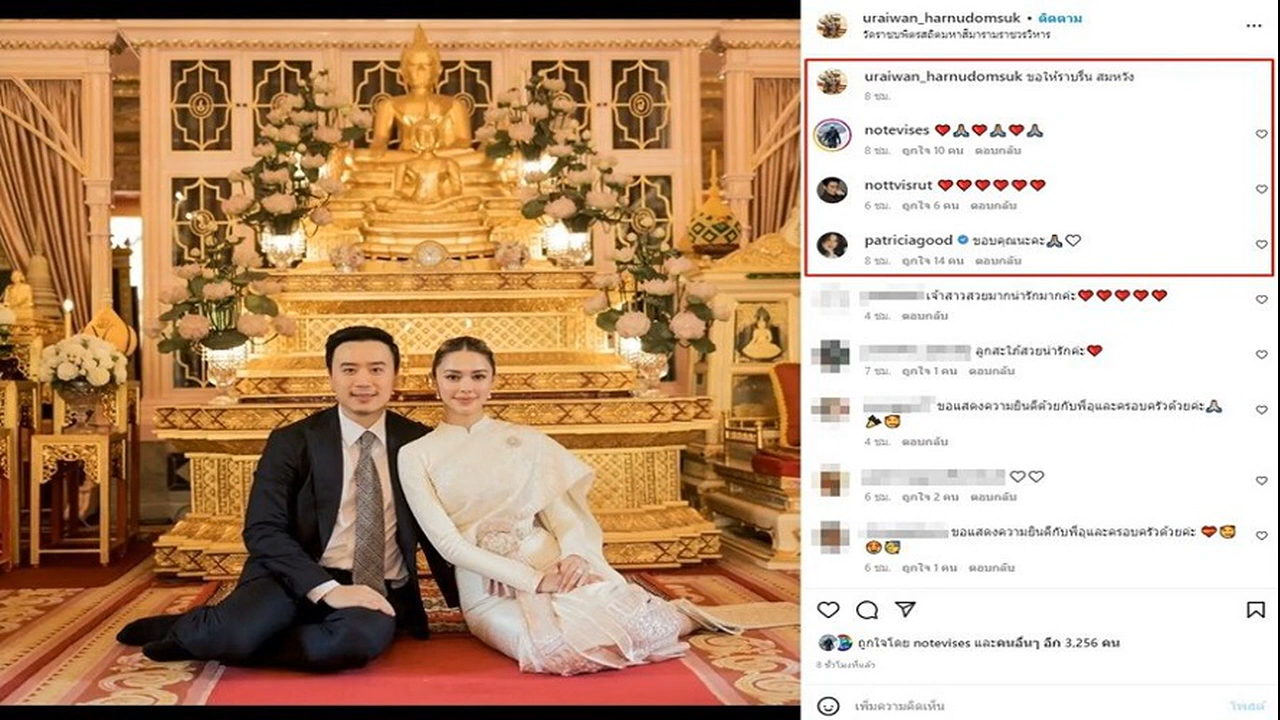 uraiwan_harnudomsuk • ติดตาม
วัดราชบพิตรสถิตมหาสีมารามราชวรวิหาร
uraiwan_harnudomsuk ขอให้ราบรื่น สมหวัง
8 ชม.
notevises ❤️🙏❤️🙏❤️🙏
8 ชม. ถูกใจ 10 คน ตอบกลับ
nottvisrut ❤️❤️❤️❤️❤️❤️
6 ชม. ถูกใจ 6 คน ตอบกลับ
patriciagood ขอบคุณนะคะ🙏🤍
8 ชม. ถูกใจ 14 คน ตอบกลับ
เจ้าสาวสวยมากน่ารักมากค่ะ❤️❤️❤️❤️❤️
4 ชม. ตอบกลับ
ลูกสะใภ้สวยน่ารักค่ะ❤️
7 ชม. ถูกใจ 1 คน ตอบกลับ
ขอแสดงความยินดีด้วยกับพี่อุและครอบครัวด้วยค่ะ🙏
🎉🥰
4 ชม. ตอบกลับ
🤍🤍
6 ชม. ถูกใจ 2 คน ตอบกลับ
ขอแสดงความยินดีกับพี่อุและครอบครัวด้วยค่ะ ❤️🥰
😍🥳
6 ชม. ถูกใจ 1 คน ตอบกลับ
ถูกใจโดย notevises และคนอื่นๆ อีก 3,256 คน
8 ชั่วโมงที่แล้ว
เพิ่มความคิดเห็น
โพสต์